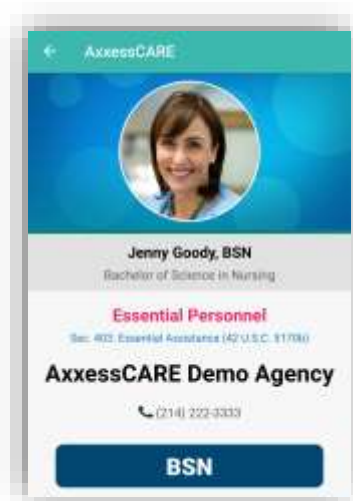 AxxessCARE
Jenny Goody, BSN
Bachelor of Science in Nursing
Essential Personnel
Sec. 403. Essential Assistance (42 U.S.C. 5170b)
AxxessCARE Demo Agency
(214) 222-3333
BSN